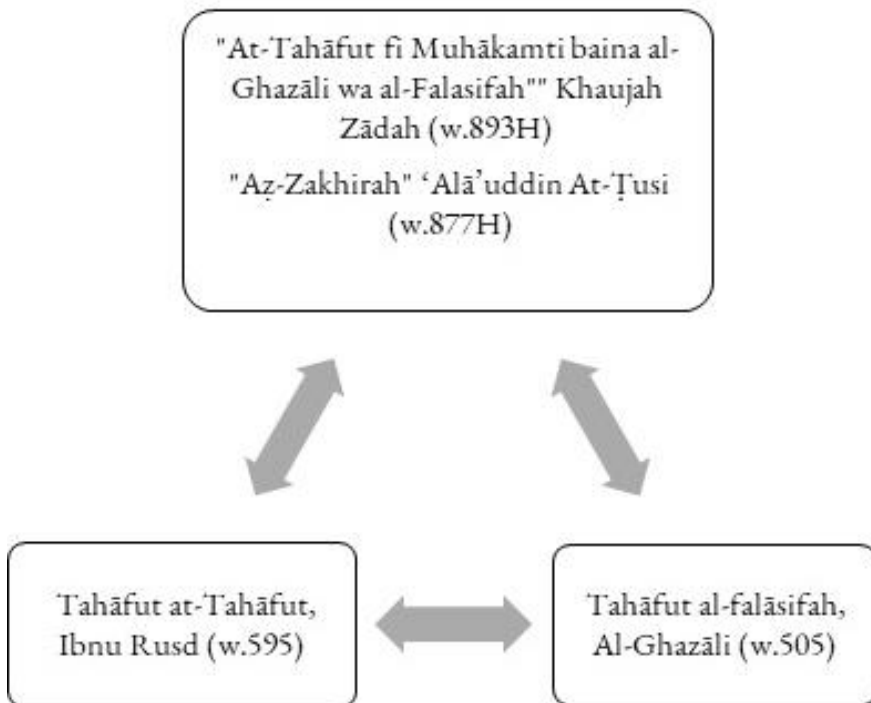 "At-Tahāfut fi Muhākamti baina al-
Ghazāli wa al-Falasifah"" Khaujah
Zādah (w.893H)
"Aẓ-Zakhirah" ‘Alā’uddin At-Ṭusi
(w.877H)
Tahāfut at-Tahāfut,
Ibnu Rusd (w.595)
Tahāfut al-falāsifah,
Al-Ghazāli (w.505)